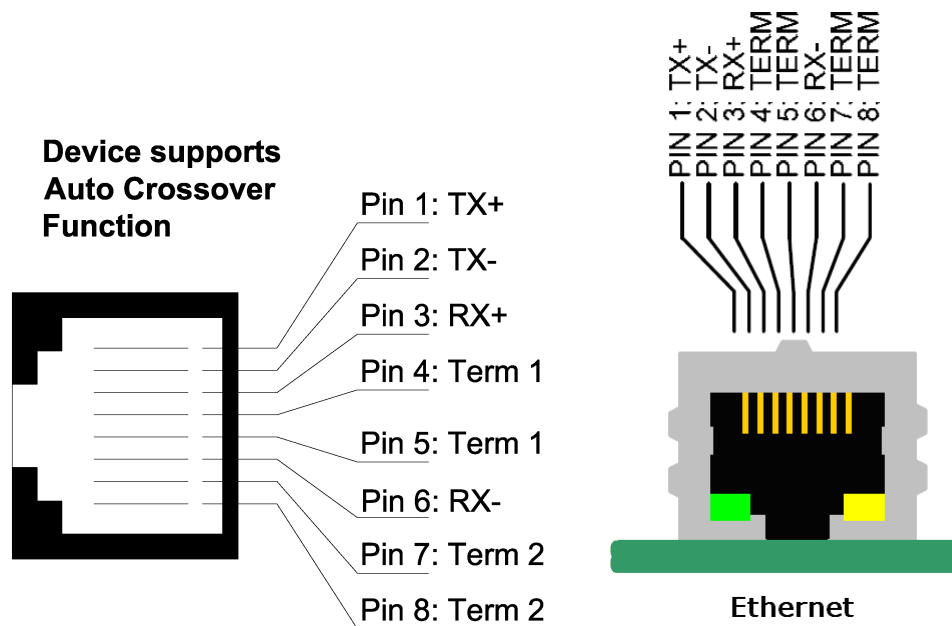 Device supports
Auto Crossover
Function
Pin 1: TX+
Pin 2: TX-
Pin 3: RX+
Pin 4: Term 1
Pin 5: Term 1
Pin 6: RX-
Pin 7: Term 2
Pin 8: Term 2
PIN 1: TX+
PIN 2: TX-
PIN 3: RX+
PIN 4: TERM
PIN 5: TERM
PIN 6: RX-
PIN 7: TERM
PIN 8: TERM
Ethernet